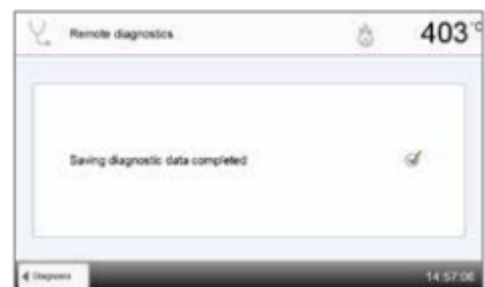 Remote diagnostics
403 °C
Saving diagnostic data completed
Diagnosis
14:57:06